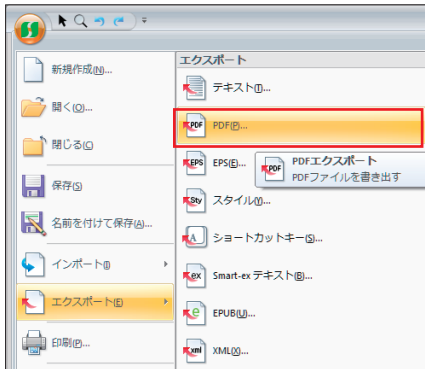 新規作成(N)...
開く(O)...
閉じる(C)
保存(S)
名前を付けて保存(A)...
インポート(I)
エクスポート(E)
印刷(P)...
エクスポート
テキスト(T)...
PDF(P)...
EPS(E)...
PDFエクスポート
PDFファイルを書き出す
スタイル(Y)...
ショートカットキー(S)...
Smart-ex テキスト(B)...
EPUB(U)...
XML(X)...
PDF
PDF
EPS
Sty
A
ex
e
xml